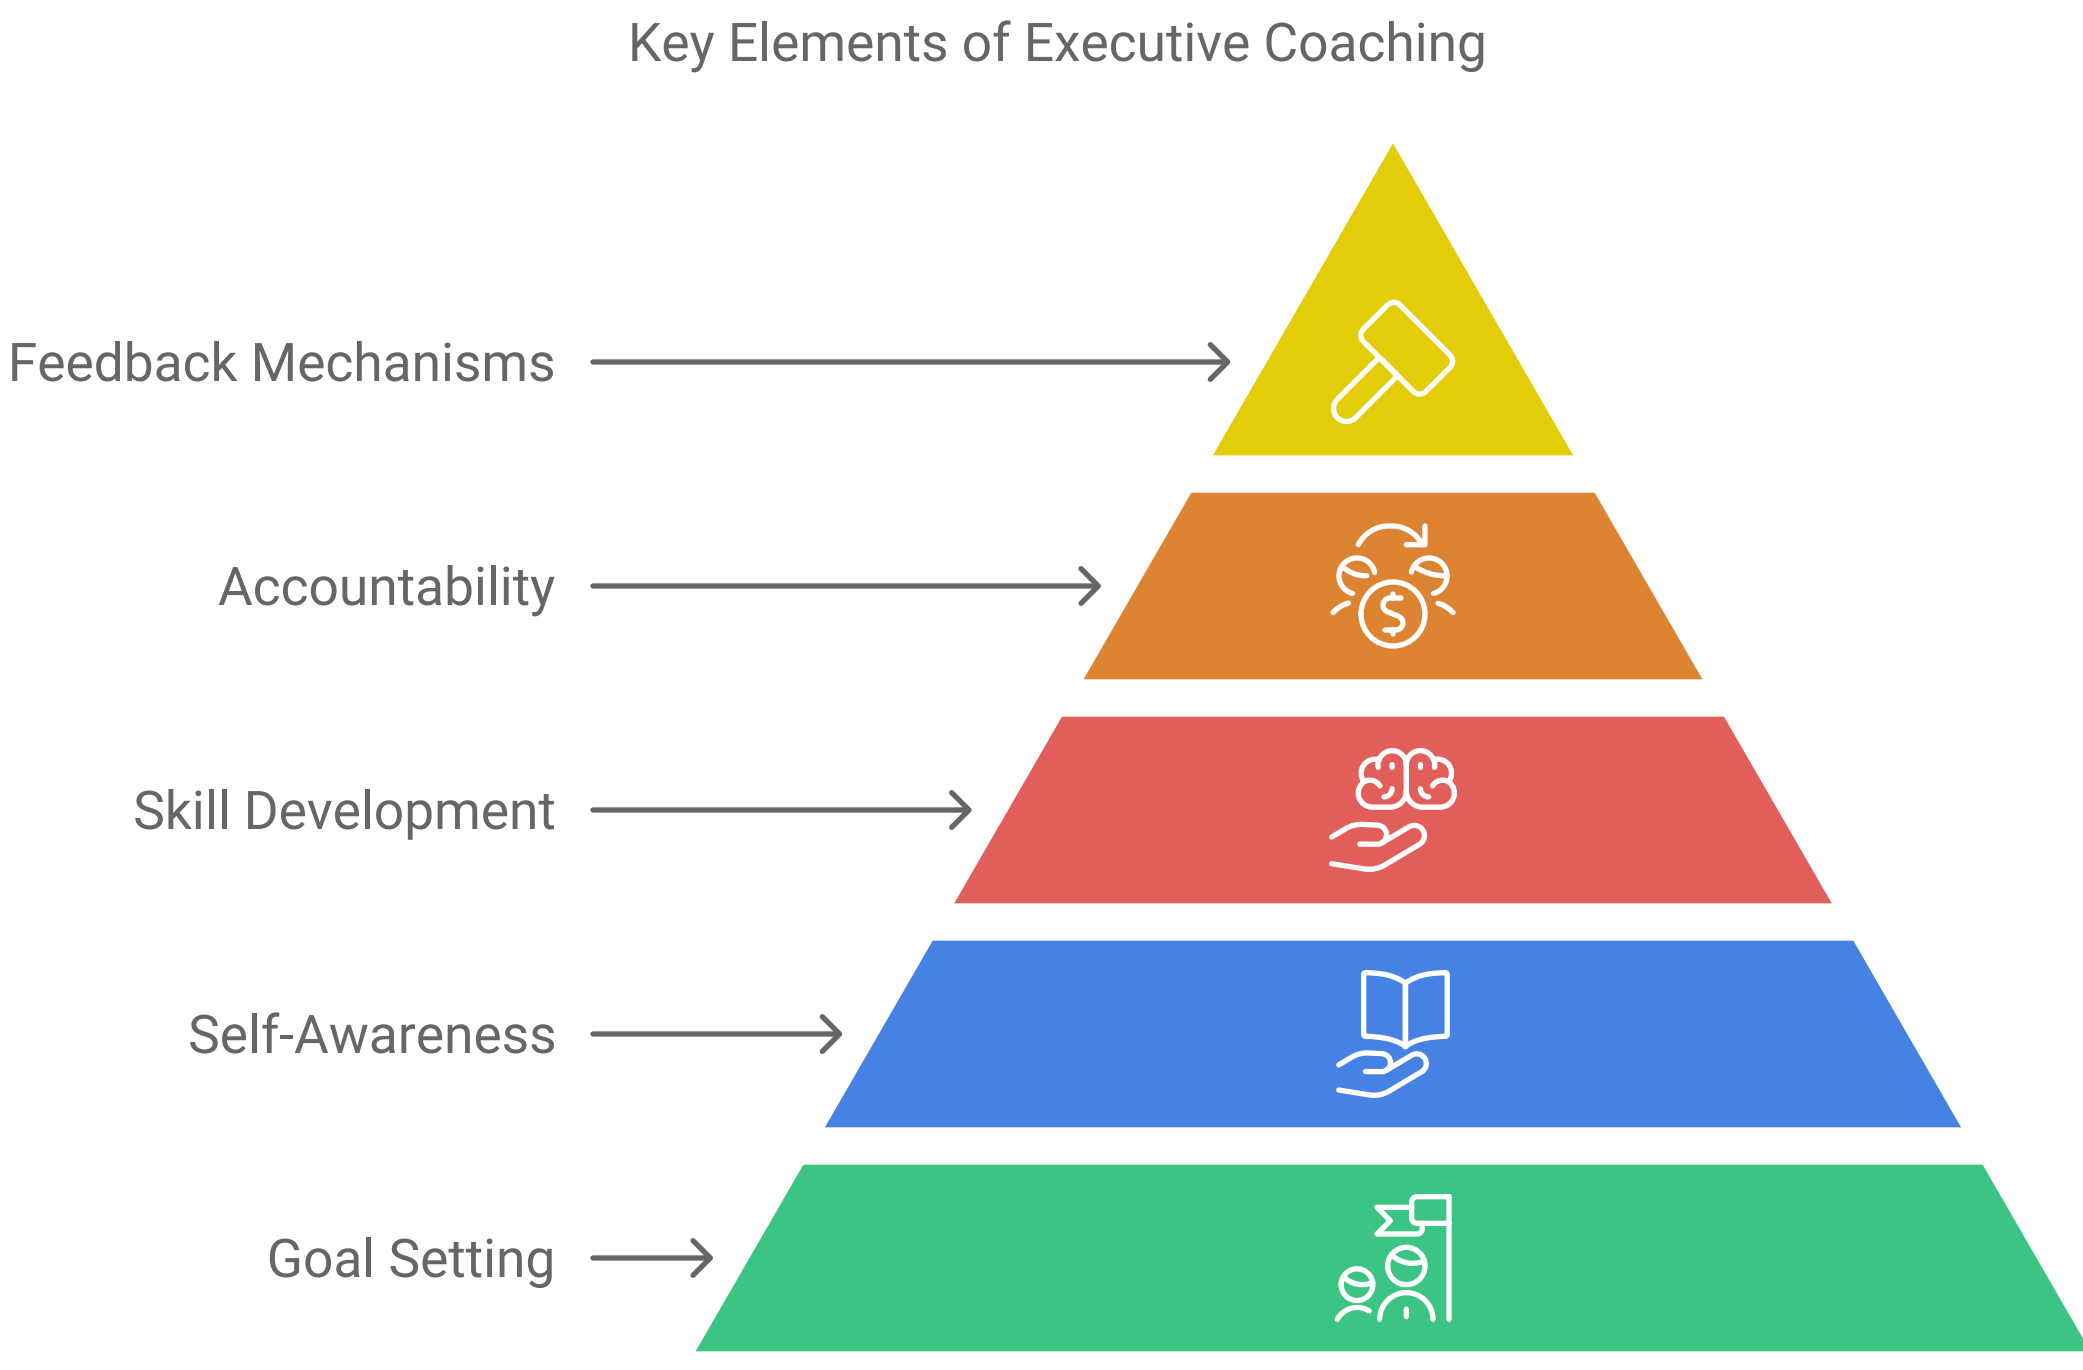 Key Elements of Executive Coaching
Feedback Mechanisms
Accountability
$
Skill Development
Self-Awareness
Goal Setting